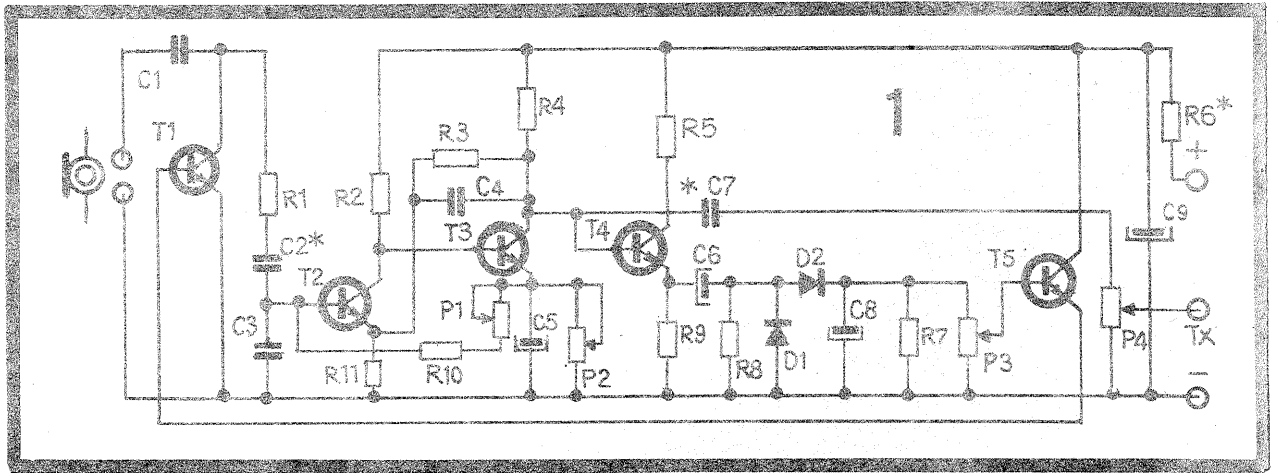 1
C1
T1
R1
C2*
C3
T2
R2
R3
C4
T3
R4
P1
R10
R11
C5
P2
R5
T4
* C7
C6
R9
R8
D1
D2
C8
R7
P3
T5
P4
C9
R6*
+
Tx
−